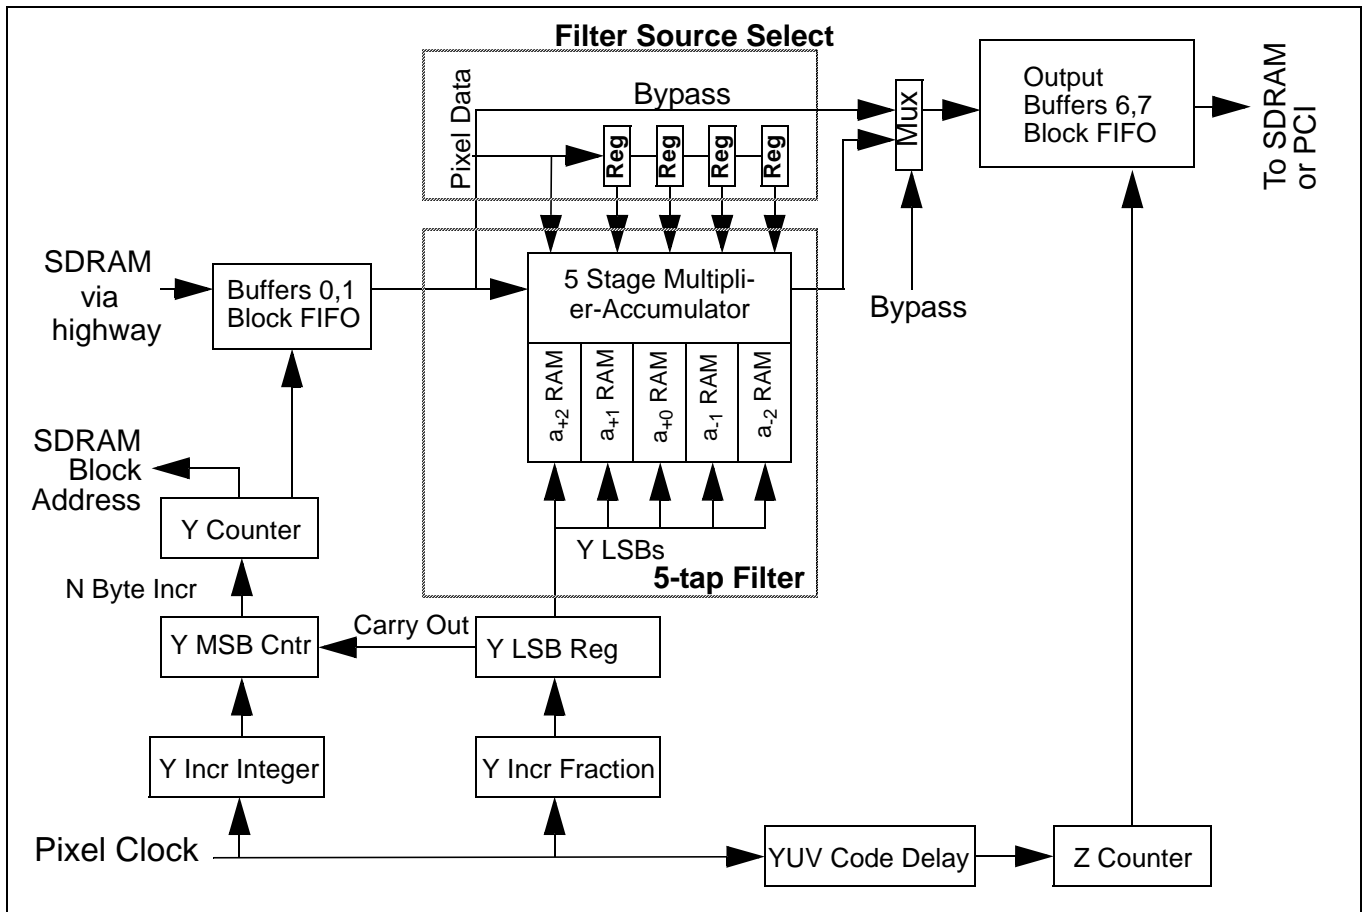 Filter Source Select
Pixel Data
Bypass
Reg
Reg
Reg
Reg
Mux
Output
Buffers 6,7
Block FIFO
To SDRAM
or PCI
SDRAM
via
highway
Buffers 0,1
Block FIFO
5 Stage Multipli-
er-Accumulator
Bypass
a+2 RAM
a+1 RAM
a+0 RAM
a-1 RAM
a-2 RAM
SDRAM
Block
Address
Y Counter
Y LSBs
5-tap Filter
N Byte Incr
Carry Out
Y MSB Cntr
Y LSB Reg
Y Incr Integer
Y Incr Fraction
Pixel Clock
YUV Code Delay
Z Counter